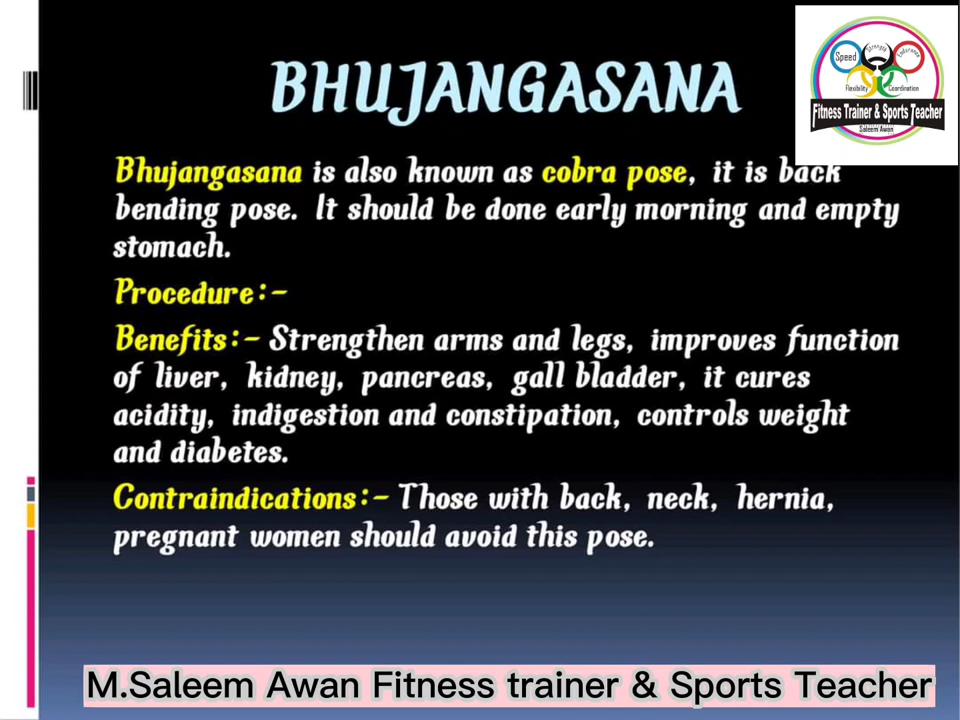 BHUJANGASANA
Speed
Strength
Endurance
Flexibility
Coordination
Fitness Trainer & Sports Teacher
Saleem Awan
Bhujangasana is also known as cobra pose, it is back
bending pose. It should be done early morning and empty
stomach.
Procedure:-
Benefits:- Strengthen arms and legs, improves function
of liver, kidney, pancreas, gall bladder, it cures
acidity, indigestion and constipation, controls weight
and diabetes.
Contraindications:- Those with back, neck, hernia,
pregnant women should avoid this pose.
M.Saleem Awan Fitness trainer & Sports Teacher